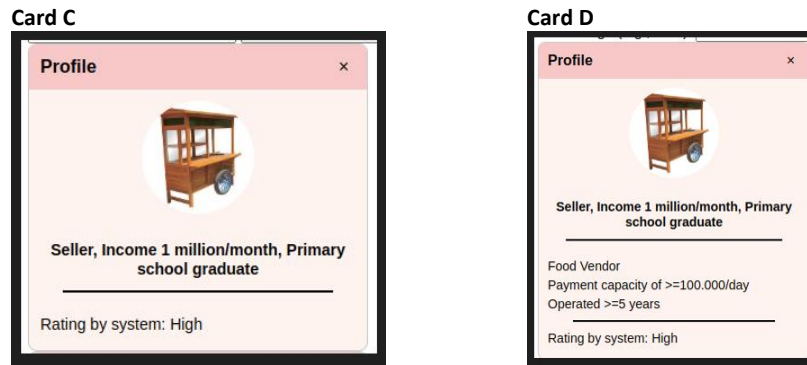 Card C
Profile ×
Seller, Income 1 million/month, Primary
school graduate
Rating by system: High
Card D
Profile ×
Seller, Income 1 million/month, Primary
school graduate
Food Vendor
Payment capacity of >=100.000/day
Operated >=5 years
Rating by system: High